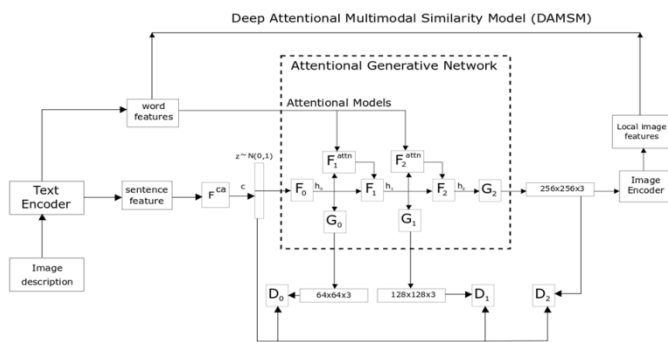 Deep Attentional Multimodal Similarity Model (DAMSM)
Attentional Generative Network
word
features
Attentional Models
Local image
features
z~N(0,1)
F₁ᵃᵗᵗⁿ
F₂ᵃᵗᵗⁿ
Text
Encoder
sentence
feature
Fᶜᵃ
c
F₀
h₀
F₁
h₁
F₂
G₂
256x256x3
Image
Encoder
G₀
G₁
Image
description
D₀
64x64x3
128x128x3
D₁
D₂